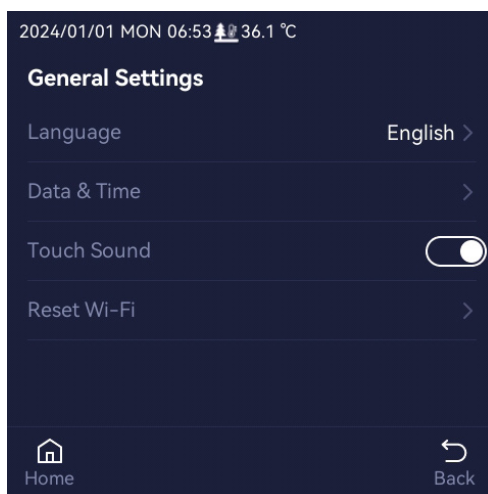 2024/01/01 MON 06:53 36.1 ℃
General Settings
Language English
Data & Time
Touch Sound
Reset Wi-Fi
Home Back